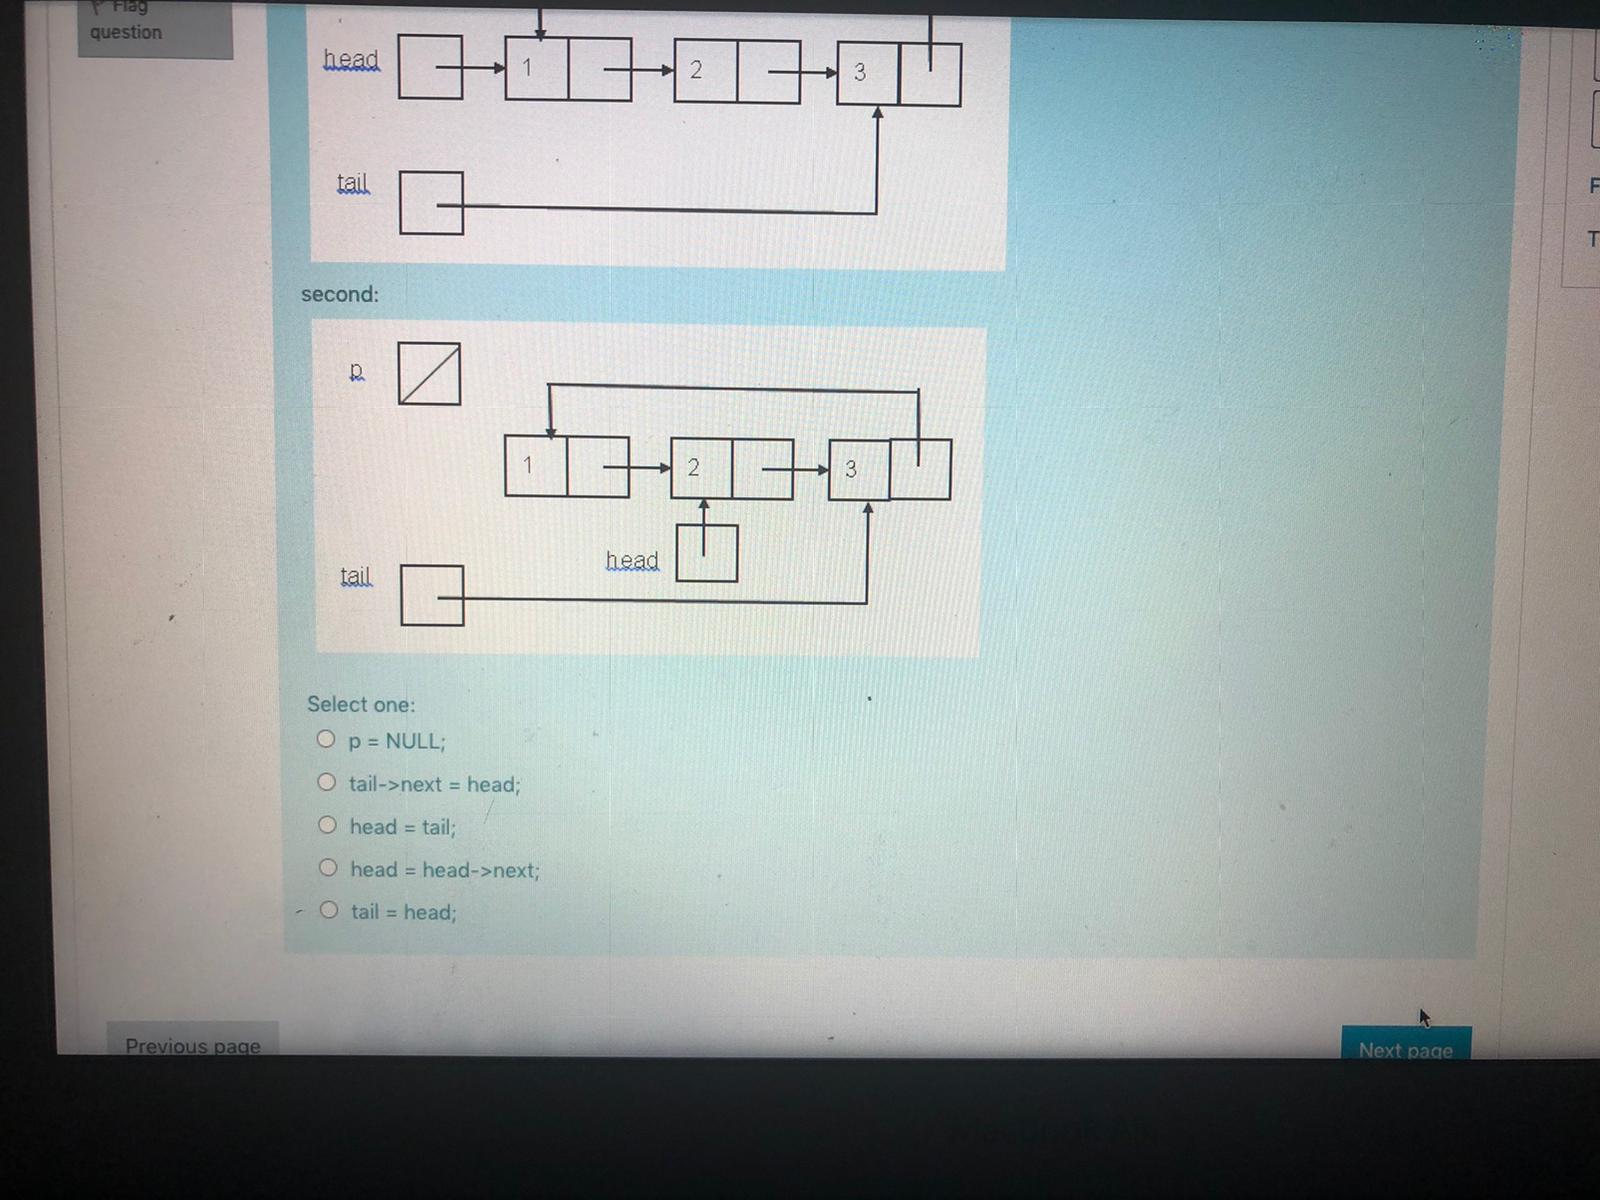 Flag
question
head
1
2
3
tail
second:
p
1
2
3
head
tail
Select one:
p = NULL;
tail->next = head;
head = tail;
head = head->next;
tail = head;
Previous page
Next page
F
T